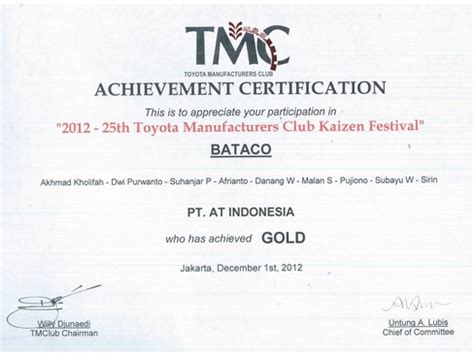 TMC
TOYOTA MANUFACTURERS CLUB
ACHIEVEMENT CERTIFICATION
This is to appreciate your participation in
"2012 - 25th Toyota Manufacturers Club Kaizen Festival"
BATACO
Akhmad Kholifah - Dwi Purwanto - Suhanjar P - Afrianto - Danang W - Malan S - Pujiono - Subayu W - Sirin
PT. AT INDONESIA
who has achieved GOLD
Jakarta, December 1st, 2012
Willy Djunaedi
TMClub Chairman
Untung A. Lubis
Chief of Committee